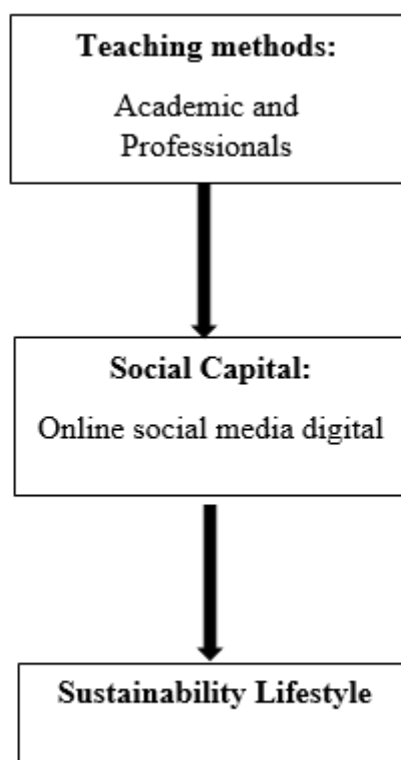 Teaching methods:
Academic and
Professionals
Social Capital:
Online social media digital
Sustainability Lifestyle